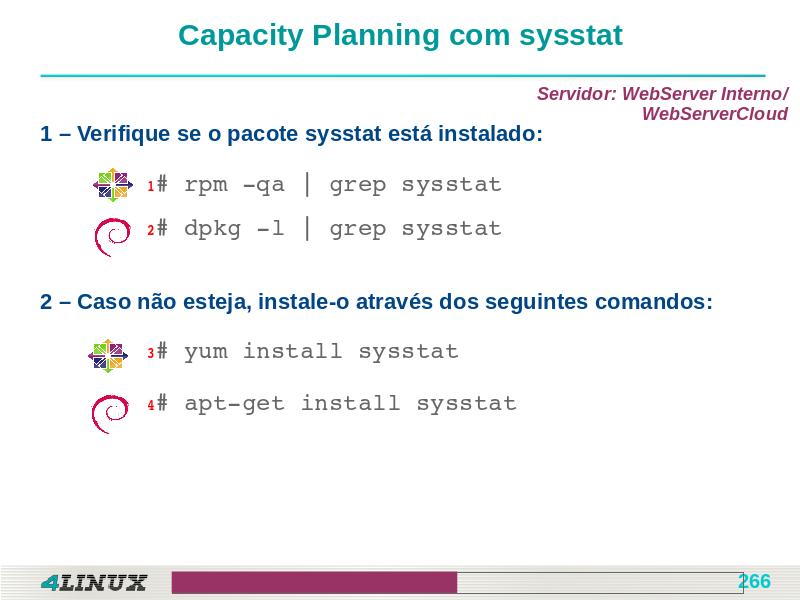 Capacity Planning com sysstat
Servidor: WebServer Interno/
WebServerCloud
1 – Verifique se o pacote sysstat está instalado:
1# rpm -qa | grep sysstat
2# dpkg -l | grep sysstat
2 – Caso não esteja, instale-o através dos seguintes comandos:
3# yum install sysstat
4# apt-get install sysstat
4LINUX
266